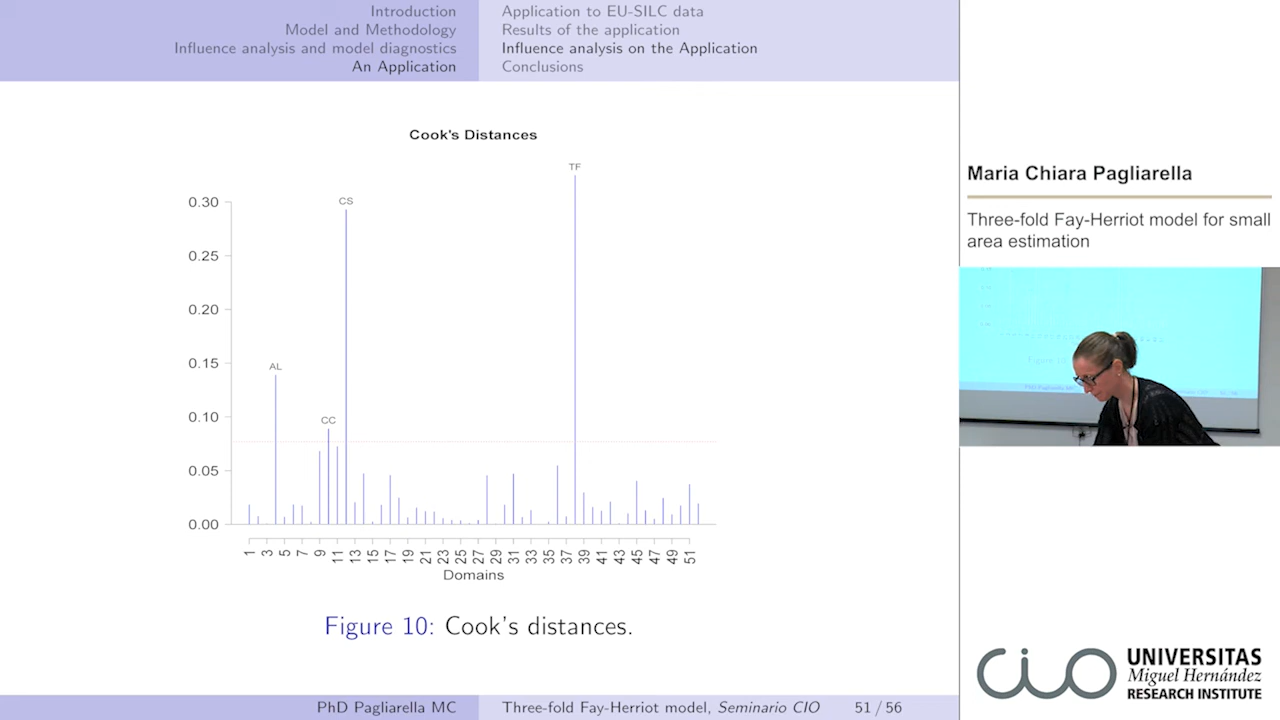 Introduction
Model and Methodology
Influence analysis and model diagnostics
An Application
Application to EU-SILC data
Results of the application
Influence analysis on the Application
Conclusions
Cook's Distances
TF
CS
AL
CC
0.30
0.25
0.20
0.15
0.10
0.05
0.00
1 3 5 7 9 11 13 15 17 19 21 23 25 27 29 31 33 35 37 39 41 43 45 47 49 51
Domains
Figure 10: Cook's distances.
PhD Pagliarella MC
Three-fold Fay-Herriot model, Seminario CIO 51 / 56
Maria Chiara Pagliarella
Three-fold Fay-Herriot model for small
area estimation
cio
UNIVERSITAS
Miguel Hernández
RESEARCH INSTITUTE